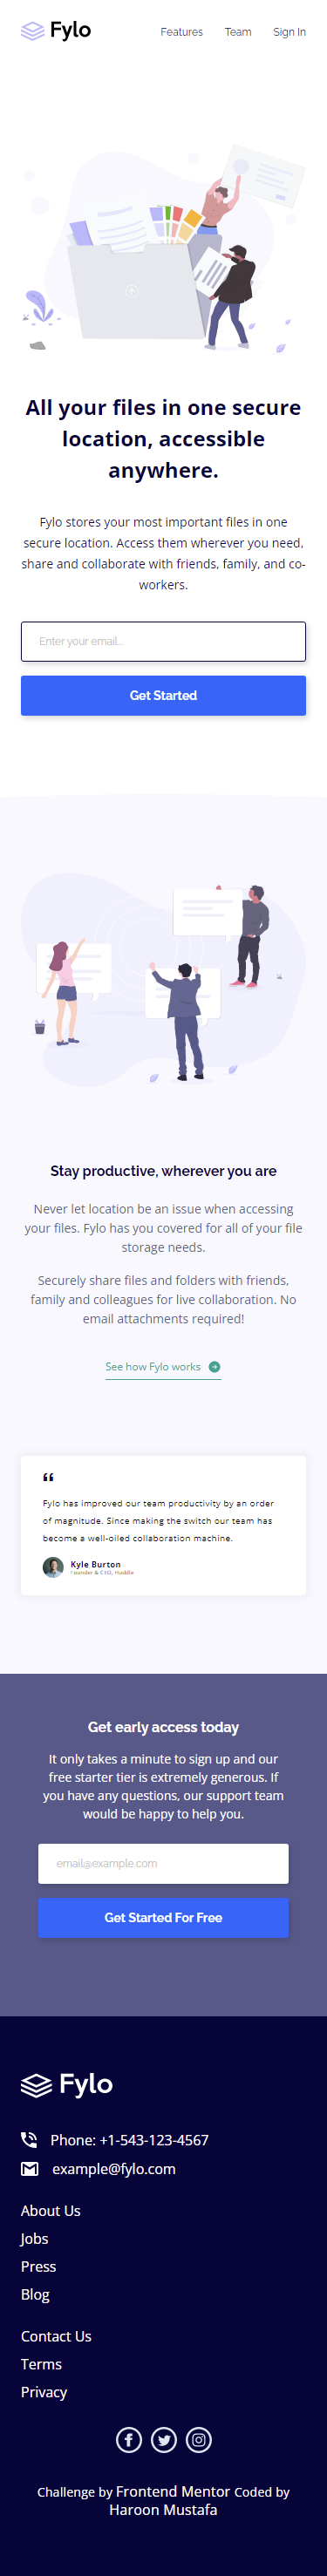 Fylo
Features Team Sign In
All your files in one secure
location, accessible
anywhere.
Fylo stores your most important files in one
secure location. Access them wherever you need,
share and collaborate with friends, family, and co-
workers.
Enter your email...
Get Started
Stay productive, wherever you are
Never let location be an issue when accessing
your files. Fylo has you covered for all of your file
storage needs.
Securely share files and folders with friends,
family and colleagues for live collaboration. No
email attachments required!
See how Fylo works
“
Fylo has improved our team productivity by an order
of magnitude. Since making the switch our team has
become a well-oiled collaboration machine.
Kyle Burton
Founder & CEO, Huddle
Get early access today
It only takes a minute to sign up and our
free starter tier is extremely generous. If
you have any questions, our support team
would be happy to help you.
email@example.com
Get Started For Free
Fylo
Phone: +1-543-123-4567
example@fylo.com
About Us
Jobs
Press
Blog
Contact Us
Terms
Privacy
Challenge by Frontend Mentor Coded by
Haroon Mustafa